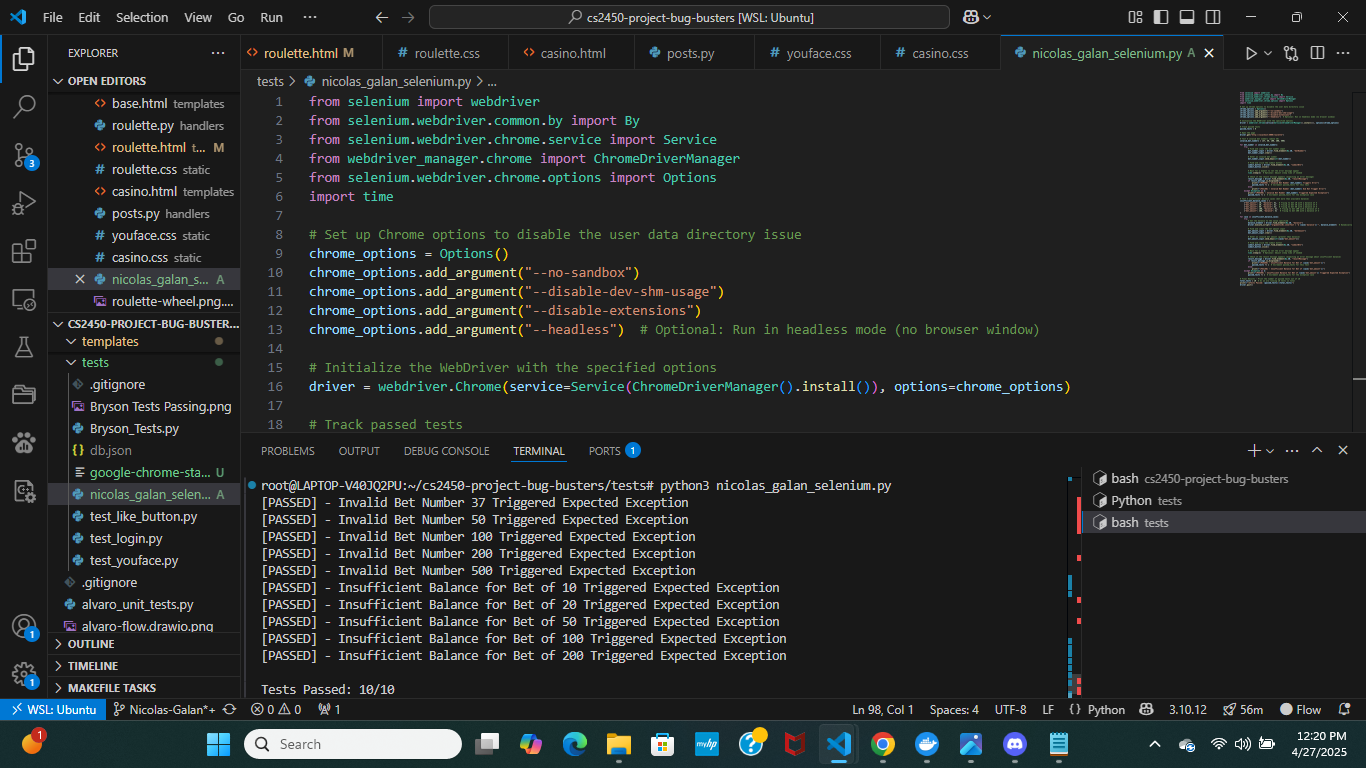 File Edit Selection View Go Run ··· cs2450-project-bug-busters [WSL: Ubuntu]
EXPLORER ···
OPEN EDITORS
base.html templates
roulette.py handlers
roulette.html t... M
roulette.css static
casino.html templates
posts.py handlers
youface.css static
casino.css static
nicolas_galan_s... A
roulette-wheel.png....
CS2450-PROJECT-BUG-BUSTER...
templates
tests
.gitignore
Bryson Tests Passing.png
Bryson_Tests.py
db.json
google-chrome-sta... U
nicolas_galan_selen... A
test_like_button.py
test_login.py
test_youface.py
.gitignore
alvaro_unit_tests.py
alvaro-flow.drawio.png
OUTLINE
TIMELINE
MAKEFILE TASKS
roulette.html M roulette.css casino.html posts.py youface.css casino.css nicolas_galan_selenium.py A
tests > nicolas_galan_selenium.py > ...
1 from selenium import webdriver
2 from selenium.webdriver.common.by import By
3 from selenium.webdriver.chrome.service import Service
4 from webdriver_manager.chrome import ChromeDriverManager
5 from selenium.webdriver.chrome.options import Options
6 import time
7
8 # Set up Chrome options to disable the user data directory issue
9 chrome_options = Options()
10 chrome_options.add_argument("--no-sandbox")
11 chrome_options.add_argument("--disable-dev-shm-usage")
12 chrome_options.add_argument("--disable-extensions")
13 chrome_options.add_argument("--headless")  # Optional: Run in headless mode (no browser window)
14
15 # Initialize the WebDriver with the specified options
16 driver = webdriver.Chrome(service=Service(ChromeDriverManager().install()), options=chrome_options)
17
18 # Track passed tests
PROBLEMS OUTPUT DEBUG CONSOLE TERMINAL PORTS 1
root@LAPTOP-V40JQ2PU:~/cs2450-project-bug-busters/tests# python3 nicolas_galan_selenium.py
[PASSED] - Invalid Bet Number 37 Triggered Expected Exception
[PASSED] - Invalid Bet Number 50 Triggered Expected Exception
[PASSED] - Invalid Bet Number 100 Triggered Expected Exception
[PASSED] - Invalid Bet Number 200 Triggered Expected Exception
[PASSED] - Invalid Bet Number 500 Triggered Expected Exception
[PASSED] - Insufficient Balance for Bet of 10 Triggered Expected Exception
[PASSED] - Insufficient Balance for Bet of 20 Triggered Expected Exception
[PASSED] - Insufficient Balance for Bet of 50 Triggered Expected Exception
[PASSED] - Insufficient Balance for Bet of 100 Triggered Expected Exception
[PASSED] - Insufficient Balance for Bet of 200 Triggered Expected Exception
Tests Passed: 10/10
bash cs2450-project-bug-busters
Python tests
bash tests
3
1
1
WSL: Ubuntu Nicolas-Galan*+ 0 0 1 Ln 98, Col 1 Spaces: 4 UTF-8 LF Python 3.10.12 56m Flow
1 Search 12:20 PM
4/27/2025